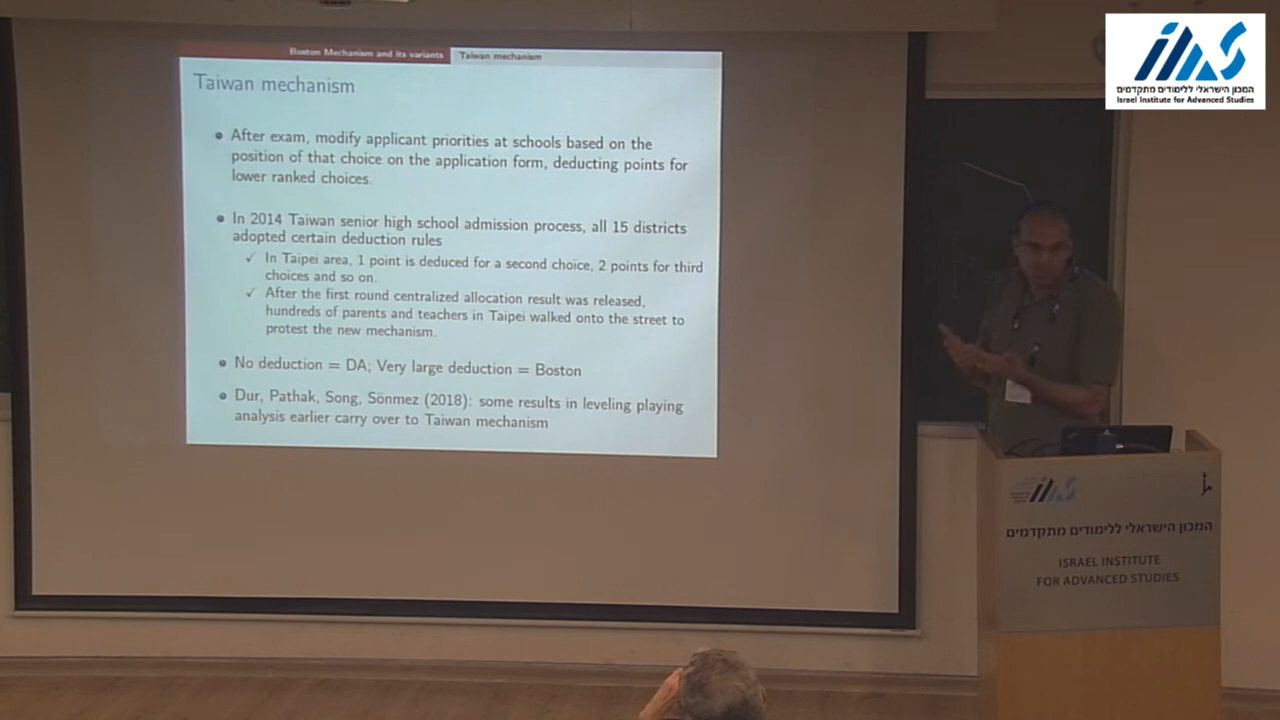 Boston Mechanism and its variants
Taiwan mechanism
Taiwan mechanism
• After exam, modify applicant priorities at schools based on the
position of that choice on the application form, deducting points for
lower ranked choices.
• In 2014 Taiwan senior high school admission process, all 15 districts
adopted certain deduction rules
✓ In Taipei area, 1 point is deduced for a second choice, 2 points for third
choices and so on.
✓ After the first round centralized allocation result was released,
hundreds of parents and teachers in Taipei walked onto the street to
protest the new mechanism.
• No deduction = DA; Very large deduction = Boston
• Dur, Pathak, Song, Sönmez (2018): some results in leveling playing
analysis earlier carry over to Taiwan mechanism
המכון הישראלי ללימודים מתקדמים
Israel Institute for Advanced Studies
המכון הישראלי ללימודים מתקדמים
ISRAEL INSTITUTE
FOR ADVANCED STUDIES